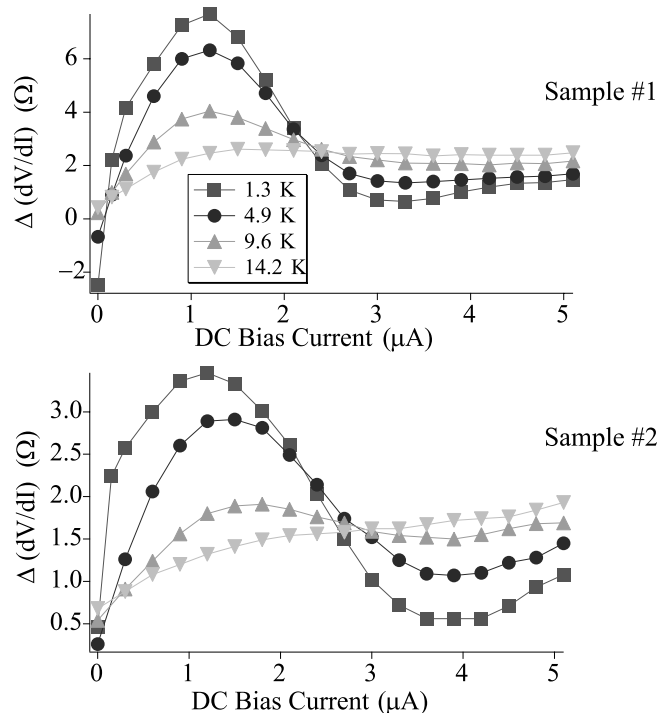 Δ (dV/dI) (Ω)
6
4
2
0
−2
Sample #1
1.3 K
4.9 K
9.6 K
14.2 K
0 1 2 3 4 5
DC Bias Current (μA)
Δ (dV/dI) (Ω)
3.0
2.5
2.0
1.5
1.0
0.5
Sample #2
0 1 2 3 4 5
DC Bias Current (μA)